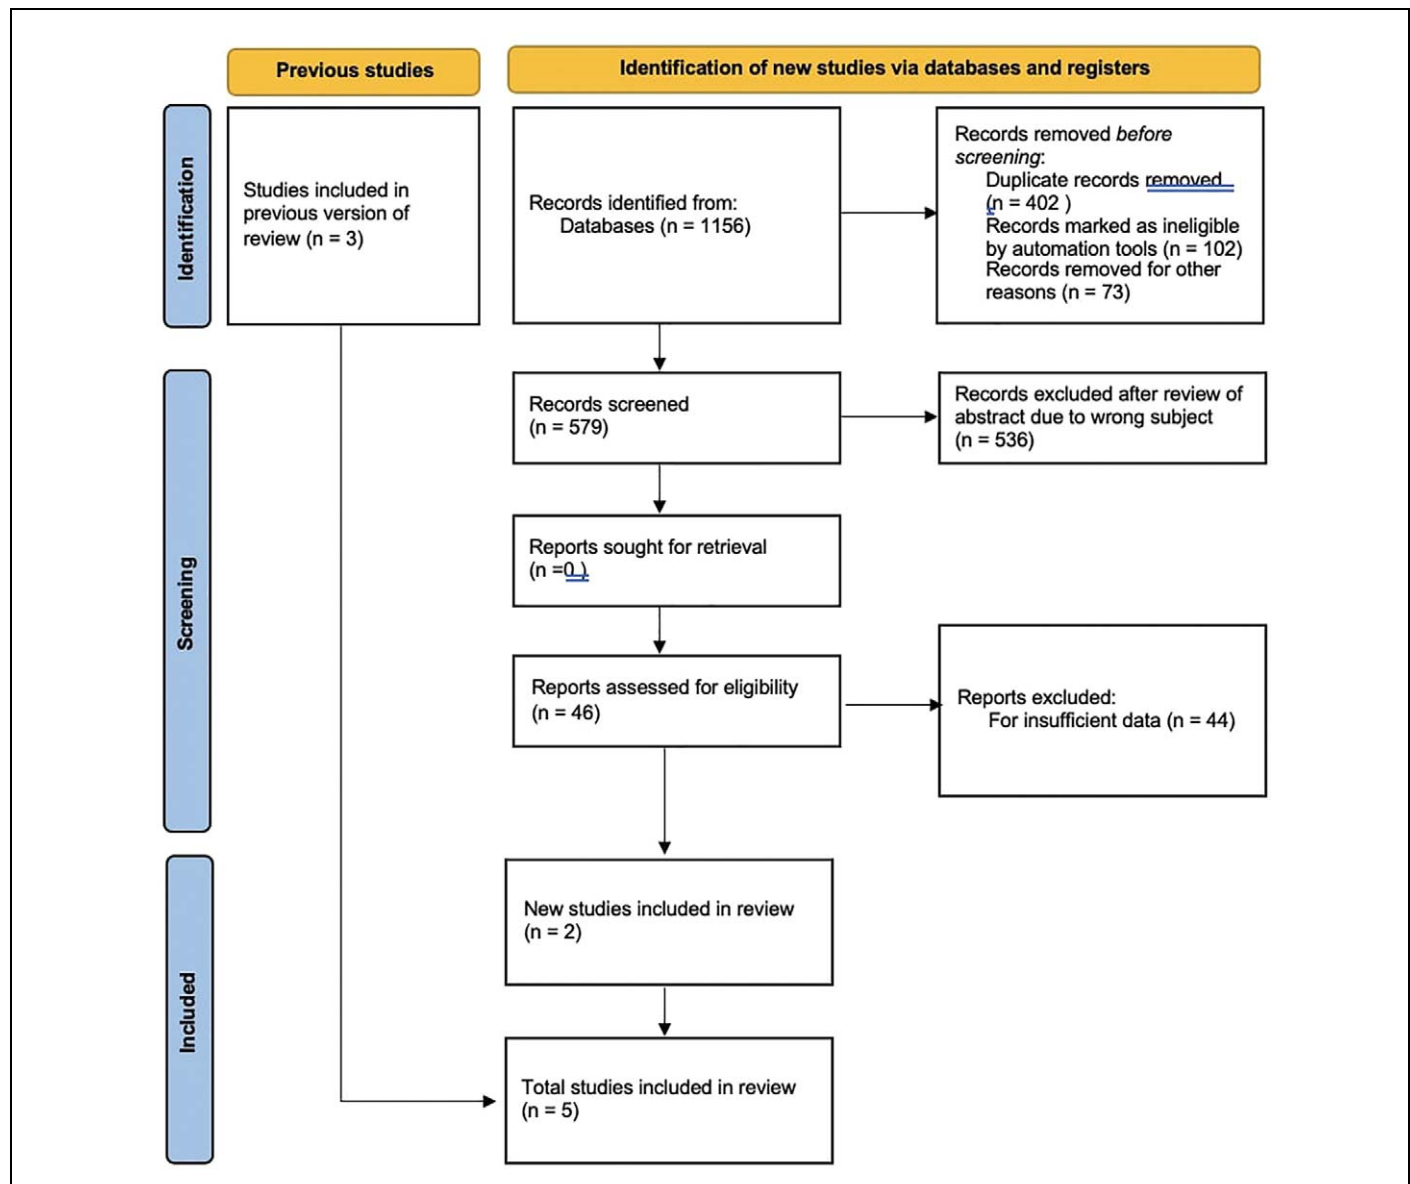 Previous studies
Identification of new studies via databases and registers
Identification
Studies included in
previous version of
review (n = 3)
Records identified from:
Databases (n = 1156)
Records removed before
screening:
Duplicate records removed
(n = 402 )
Records marked as ineligible
by automation tools (n = 102)
Records removed for other
reasons (n = 73)
Screening
Records screened
(n = 579)
Records excluded after review of
abstract due to wrong subject
(n = 536)
Reports sought for retrieval
(n =0 )
Reports assessed for eligibility
(n = 46)
Reports excluded:
For insufficient data (n = 44)
Included
New studies included in review
(n = 2)
Total studies included in review
(n = 5)